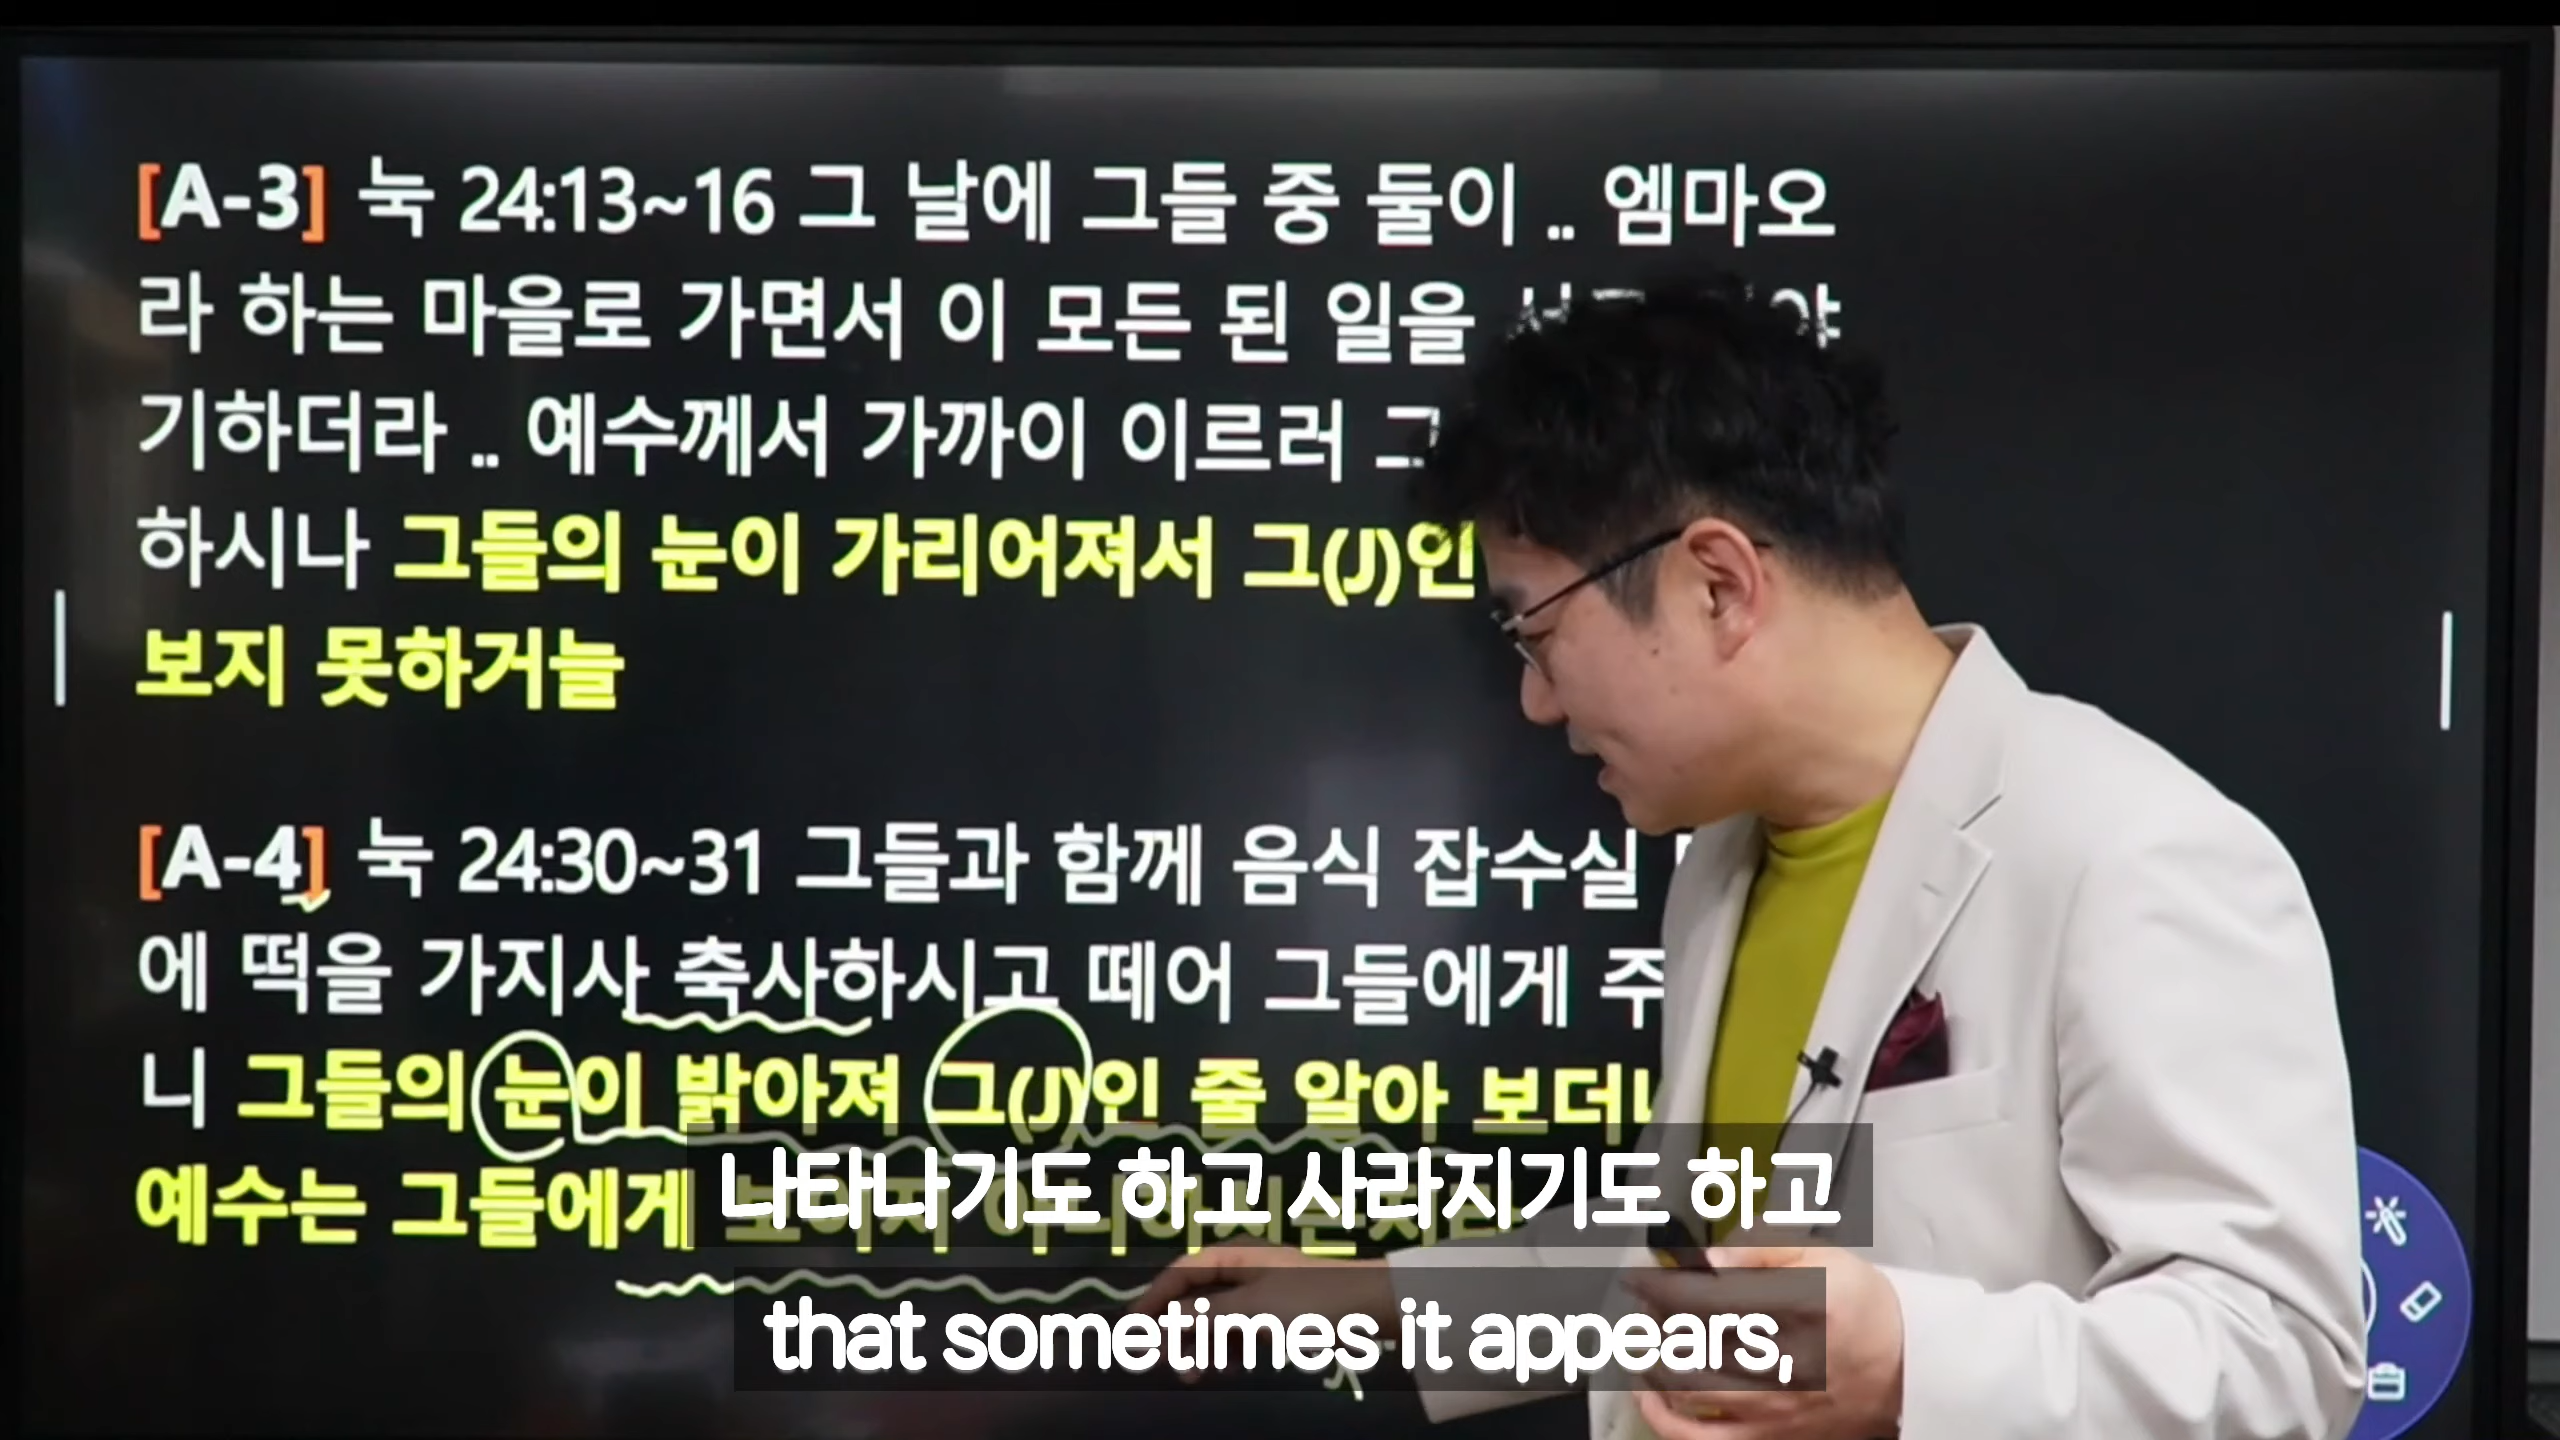 [A-3] 눅 24:13~16 그 날에 그들 중 둘이 .. 엠마오
라 하는 마을로 가면서 이 모든 된 일을
기하더라 .. 예수께서 가까이 이르러
하시나 그들의 눈이 가리어져서 그(J)인
보지 못하거늘
[A-4] 눅 24:30~31 그들과 함께 음식 잡수실
에 떡을 가지사 축사하시고 떼어 그들에게 주
니 그들의 눈이 밝아져 그(J)인 줄 알아 보더니
예수는 그들에게
나타나기도 하고 사라지기도 하고
that sometimes it appears,